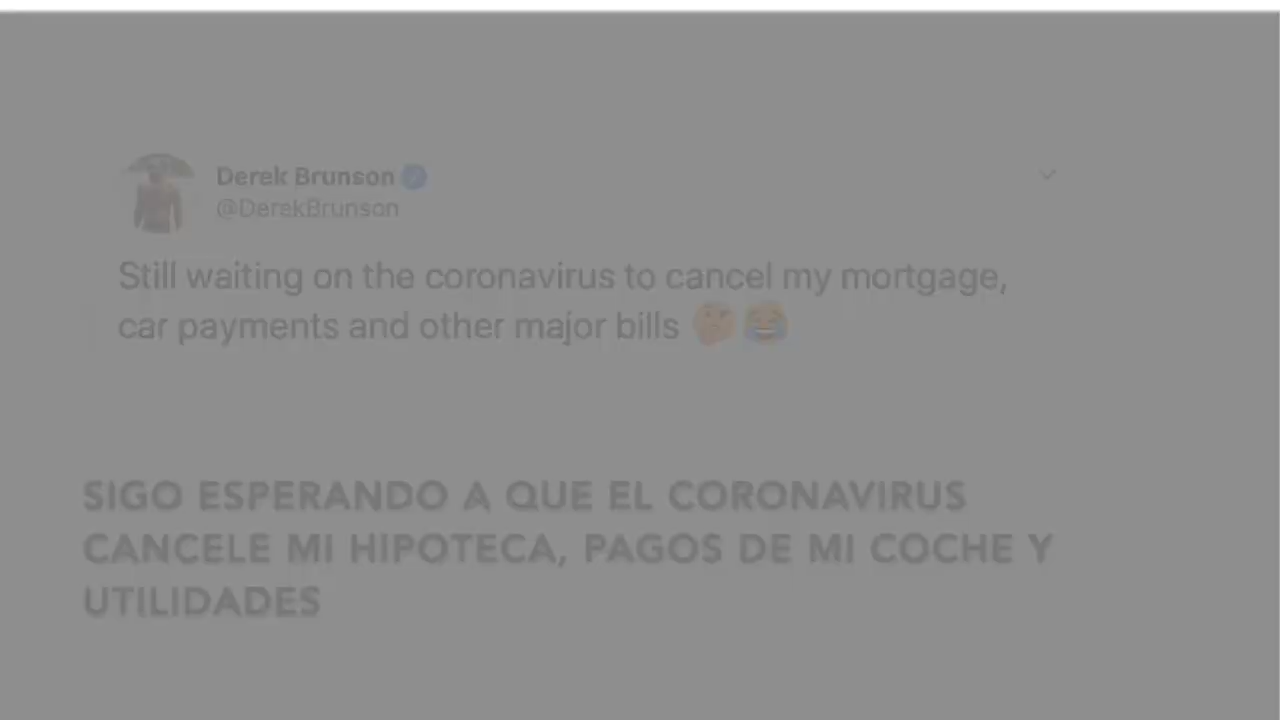 Derek Brunson
@DerekBrunson
Still waiting on the coronavirus to cancel my mortgage,
car payments and other major bills 🤔😂
SIGO ESPERANDO A QUE EL CORONAVIRUS
CANCELE MI HIPOTECA, PAGOS DE MI COCHE Y
UTILIDADES